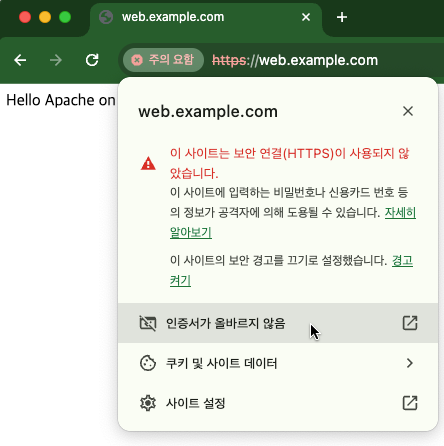 web.example.com
주의 요함 https://web.example.com
Hello Apache on
web.example.com
이 사이트는 보안 연결(HTTPS)이 사용되지 않
았습니다.
이 사이트에 입력하는 비밀번호나 신용카드 번호 등
의 정보가 공격자에 의해 도용될 수 있습니다. 자세히
알아보기
이 사이트의 보안 경고를 끄기로 설정했습니다. 경고
켜기
인증서가 올바르지 않음
쿠키 및 사이트 데이터
사이트 설정